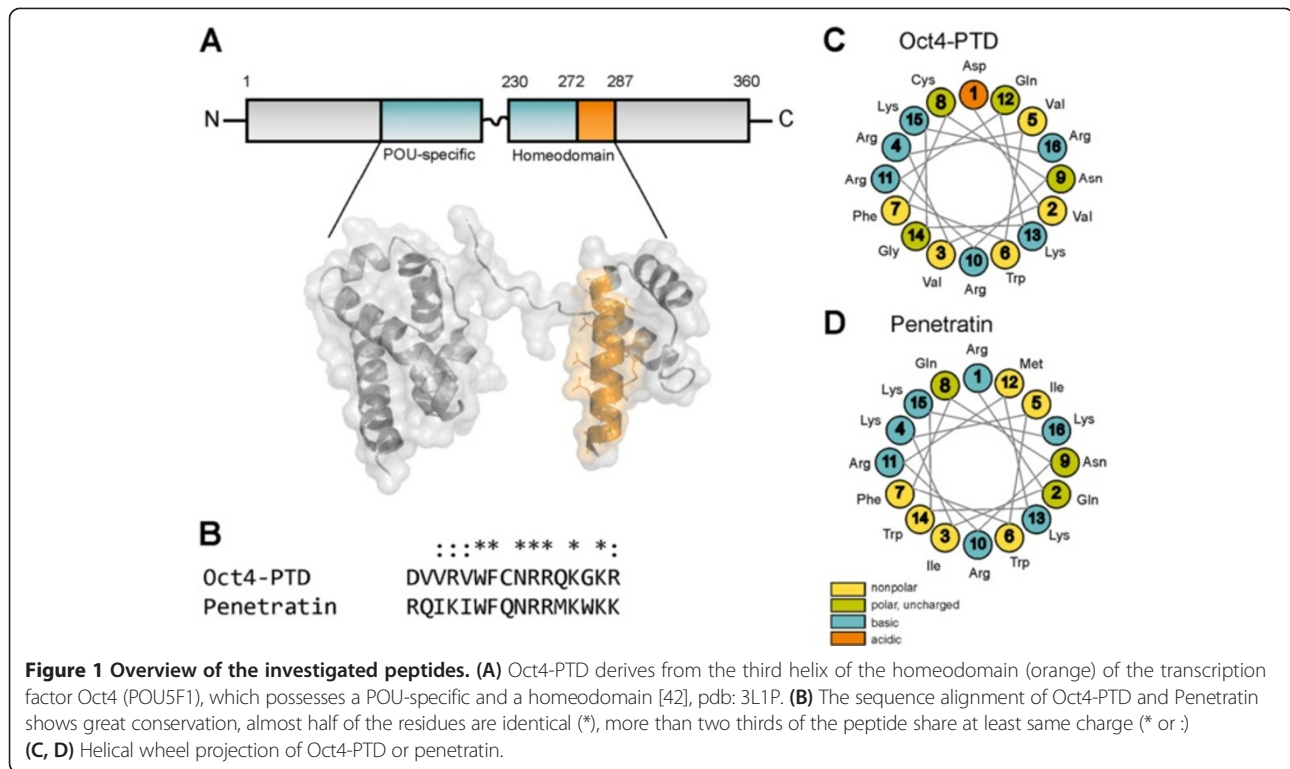 A
1 230 272 287 360
N C
POU-specific Homeodomain
B
:::** *** * *:
Oct4-PTD DVVRVWFCNRRQKGKR
Penetratin RQIKIWFQNRRMKWKK
C Oct4-PTD
Asp
1
Gln
12
Val
5
Arg
16
Asn
9
Val
2
Lys
13
Trp
6
Arg
10
Val
3
Gly
14
Phe
7
Arg
11
Arg
4
Lys
15
Cys
8
D Penetratin
Arg
1
Met
12
Ile
5
Lys
16
Asn
9
Gln
2
Lys
13
Trp
6
Arg
10
Ile
3
Trp
14
Phe
7
Arg
11
Lys
4
Lys
15
Gln
8
nonpolar
polar, uncharged
basic
acidic
Figure 1 Overview of the investigated peptides. (A) Oct4-PTD derives from the third helix of the homeodomain (orange) of the transcription
factor Oct4 (POU5F1), which possesses a POU-specific and a homeodomain [42], pdb: 3L1P. (B) The sequence alignment of Oct4-PTD and Penetratin
shows great conservation, almost half of the residues are identical (*), more than two thirds of the peptide share at least same charge (* or :)
(C, D) Helical wheel projection of Oct4-PTD or penetratin.